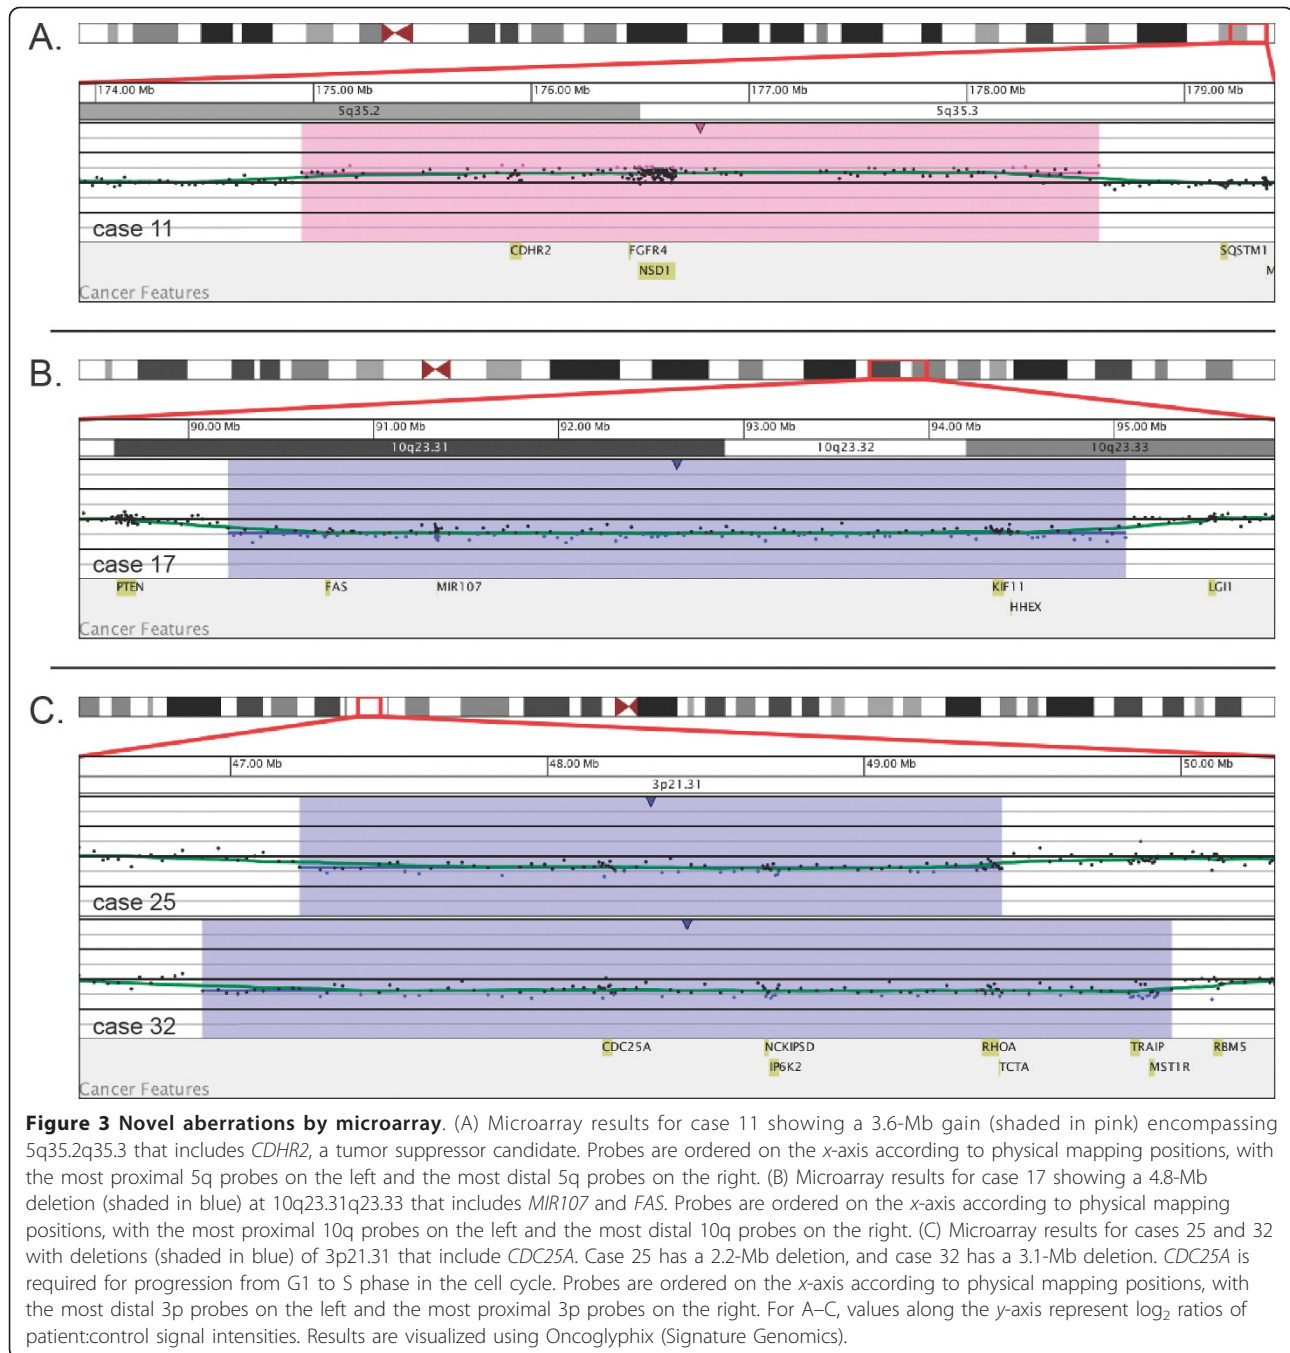 A.
174.00 Mb 175.00 Mb 176.00 Mb 177.00 Mb 178.00 Mb 179.00 Mb
5q35.2 5q35.3
case 11
CDHR2 FGFR4 SQSTM1
NSD1 M
Cancer Features
B.
90.00 Mb 91.00 Mb 92.00 Mb 93.00 Mb 94.00 Mb 95.00 Mb
10q23.31 10q23.32 10q23.33
case 17
PTEN FAS MIR107 KIF11 LGI1
HHEX
Cancer Features
C.
47.00 Mb 48.00 Mb 49.00 Mb 50.00 Mb
3p21.31
case 25
case 32
CDC25A NCKIPSD RHOA TRAIP RBM5
IP6K2 TCTA MST1R
Cancer Features
Figure 3 Novel aberrations by microarray. (A) Microarray results for case 11 showing a 3.6-Mb gain (shaded in pink) encompassing
5q35.2q35.3 that includes CDHR2, a tumor suppressor candidate. Probes are ordered on the x-axis according to physical mapping positions, with
the most proximal 5q probes on the left and the most distal 5q probes on the right. (B) Microarray results for case 17 showing a 4.8-Mb
deletion (shaded in blue) at 10q23.31q23.33 that includes MIR107 and FAS. Probes are ordered on the x-axis according to physical mapping
positions, with the most proximal 10q probes on the left and the most distal 10q probes on the right. (C) Microarray results for cases 25 and 32
with deletions (shaded in blue) of 3p21.31 that include CDC25A. Case 25 has a 2.2-Mb deletion, and case 32 has a 3.1-Mb deletion. CDC25A is
required for progression from G1 to S phase in the cell cycle. Probes are ordered on the x-axis according to physical mapping positions, with
the most distal 3p probes on the left and the most proximal 3p probes on the right. For A–C, values along the y-axis represent log₂ ratios of
patient:control signal intensities. Results are visualized using Oncoglyphix (Signature Genomics).